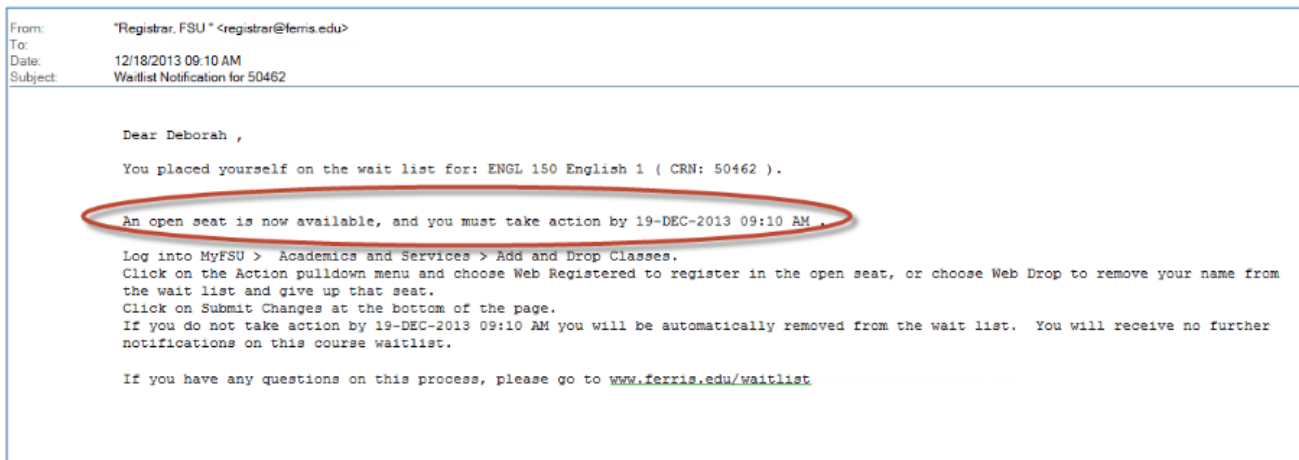 From: "Registrar, FSU " <registrar@ferris.edu>
To:
Date: 12/18/2013 09:10 AM
Subject: Waitlist Notification for 50462
Dear Deborah ,
You placed yourself on the wait list for: ENGL 150 English 1 ( CRN: 50462 ).
An open seat is now available, and you must take action by 19-DEC-2013 09:10 AM .
Log into MyFSU > Academics and Services > Add and Drop Classes.
Click on the Action pulldown menu and choose Web Registered to register in the open seat, or choose Web Drop to remove your name from
the wait list and give up that seat.
Click on Submit Changes at the bottom of the page.
If you do not take action by 19-DEC-2013 09:10 AM you will be automatically removed from the wait list. You will receive no further
notifications on this course waitlist.
If you have any questions on this process, please go to www.ferris.edu/waitlist